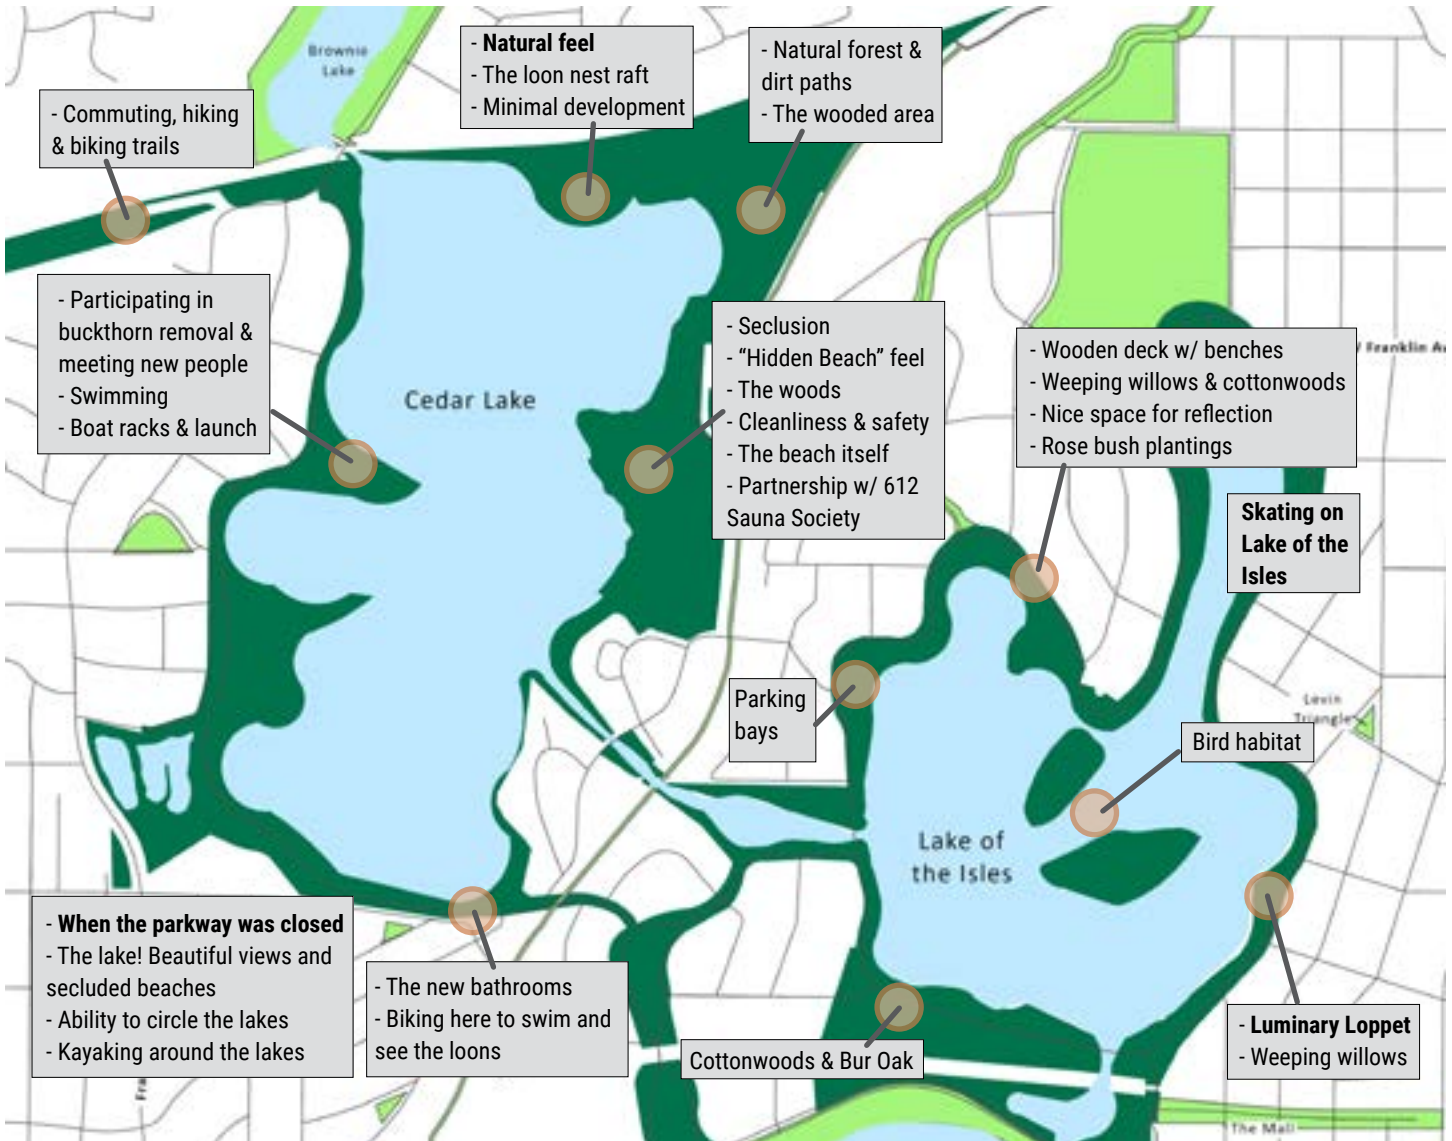 Brownie
Lake
- Natural feel
- The loon nest raft
- Minimal development
- Natural forest &
dirt paths
- The wooded area
- Commuting, hiking
& biking trails
- Participating in
buckthorn removal &
meeting new people
- Swimming
- Boat racks & launch
Cedar Lake
- Seclusion
- “Hidden Beach” feel
- The woods
- Cleanliness & safety
- The beach itself
- Partnership w/ 612
Sauna Society
- Wooden deck w/ benches
- Weeping willows & cottonwoods
- Nice space for reflection
- Rose bush plantings
Franklin
Skating on
Lake of the
Isles
Parking
bays
Levin
Triangle
Bird habitat
Lake of
the Isles
- When the parkway was closed
- The lake! Beautiful views and
secluded beaches
- Ability to circle the lakes
- Kayaking around the lakes
- The new bathrooms
- Biking here to swim and
see the loons
Cottonwoods & Bur Oak
- Luminary Loppet
- Weeping willows
The Mall